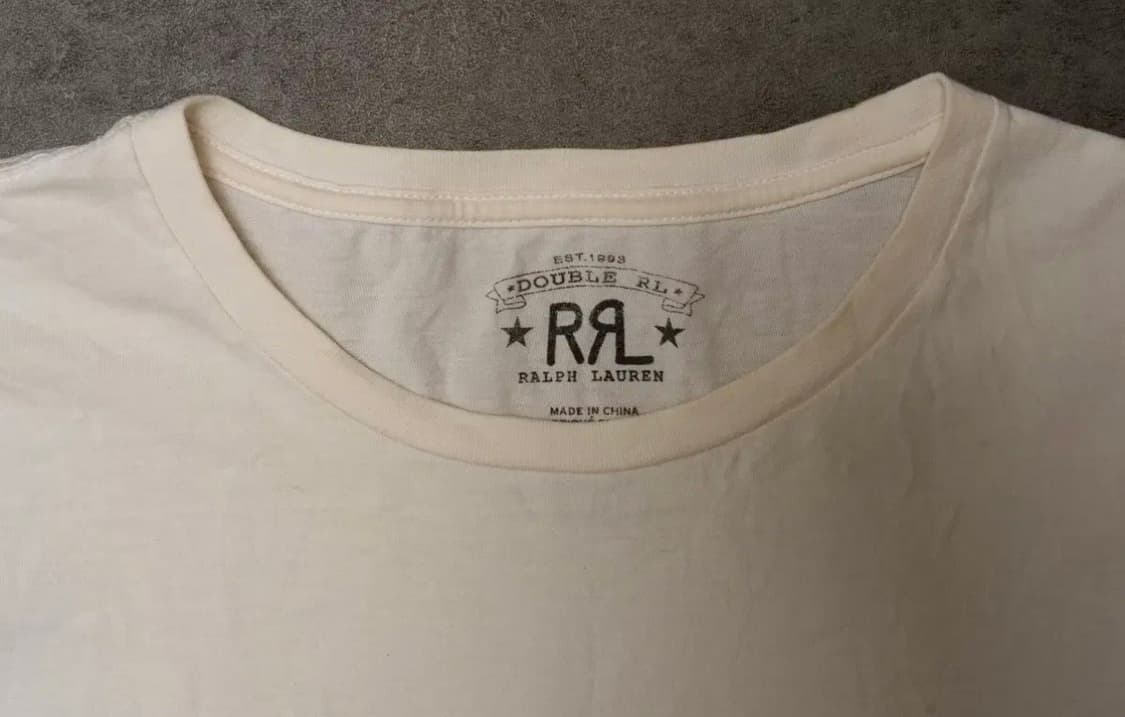 EST.1993
★DOUBLE RL★
★ RRL ★
RALPH LAUREN
MADE IN CHINA